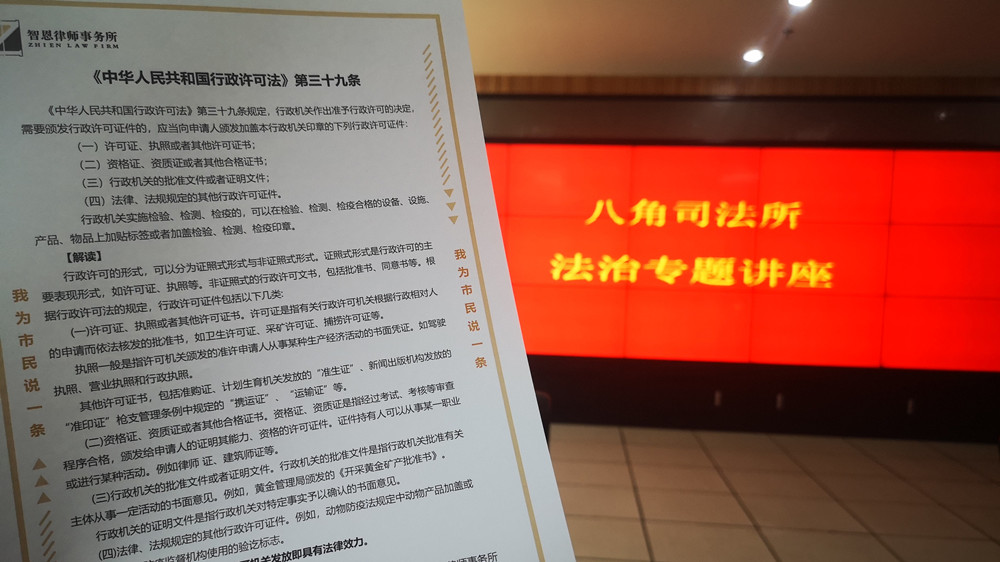 智恩律师事务所
ZHIEN LAW FIRM
《中华人民共和国行政许可法》第三十九条
《中华人民共和国行政许可法》第三十九条规定，行政机关作出准予行政许可的决定，
需要颁发行政许可证件的，应当向申请人颁发加盖本行政机关印章的下列行政许可证件：
（一）许可证、执照或者其他许可证书；
（二）资格证、资质证或者其他合格证书；
（三）行政机关的批准文件或者证明文件；
（四）法律、法规规定的其他行政许可证件。
行政机关实施检验、检测、检疫的，可以在检验、检测、检疫合格的设备、设施、
产品、物品上加贴标签或者加盖检验、检测、检疫印章。
【解读】
行政许可的形式，可以分为证照式形式与非证照式形式。证照式形式是行政许可的主
要表现形式，如许可证、执照等。非证照式的行政许可文书，包括批准书、同意书等。根
据行政许可法的规定，行政许可证件包括以下几类：
(一)许可证、执照或者其他许可证书。许可证是指有关行政许可机关根据行政相对人
的申请而依法核发的批准书，如卫生许可证、采矿许可证、捕捞许可证等。
执照一般是指许可机关颁发的准许申请人从事某种生产经济活动的书面凭证。如驾驶
执照、营业执照和行政执照。
其他许可证书，包括准购证、计划生育机关发放的“准生证”、新闻出版机构发放的
“准印证”枪支管理条例中规定的“携运证”、“运输证”等。
(二)资格证、资质证或者其他合格证书。资格证、资质证是指经过考试、考核等审查
程序合格，颁发给申请人的证明其能力、资格的许可证件。证件持有人可以从事某一职业
或进行某种活动。例如律师 证、建筑师证等。
(三)行政机关的批准文件或者证明文件。行政机关的批准文件是指行政机关批准有关
主体从事一定活动的书面意见。例如，黄金管理局颁发的《开采黄金矿产批准书》。
行政机关的证明文件是指行政机关对特定事实予以确认的书面意见。
(四)法律、法规规定的其他行政许可证件。例如，动物防疫法规定中动物产品加盖或
监督机构使用的验讫标志。
机关发放即具有法律效力。
律师事务所
我为市民说一条
我为市民说一条
八角司法所
法治专题讲座